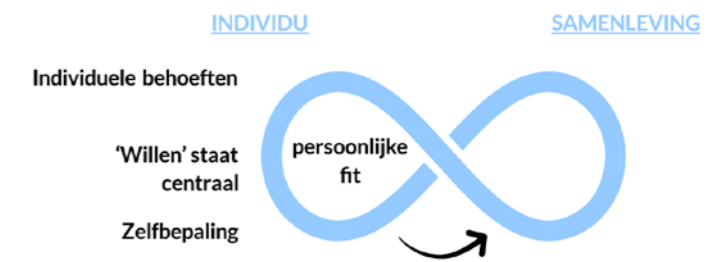 INDIVIDU
SAMENLEVING
Individuele behoeften
‘Willen’ staat
centraal
Zelfbepaling
persoonlijke
fit